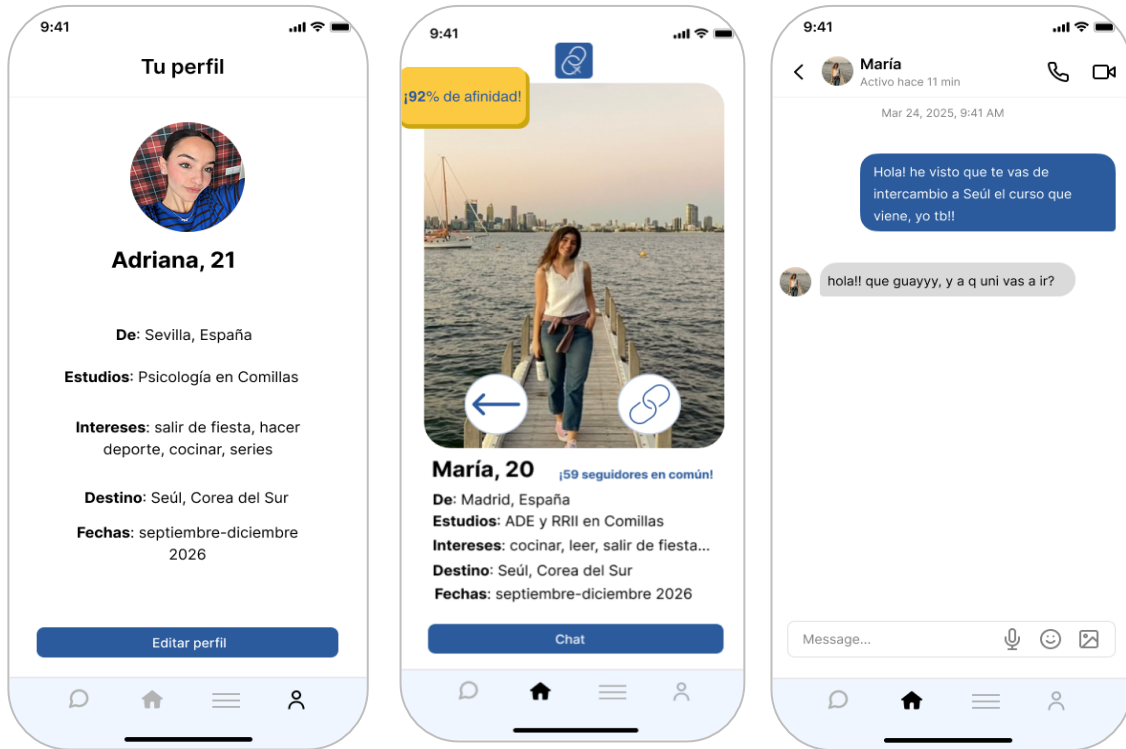 9:41
Tu perfil
Adriana, 21
De: Sevilla, España
Estudios: Psicología en Comillas
Intereses: salir de fiesta, hacer
deporte, cocinar, series
Destino: Seúl, Corea del Sur
Fechas: septiembre-diciembre
2026
Editar perfil
9:41
¡92% de afinidad!
María, 20
¡59 seguidores en común!
De: Madrid, España
Estudios: ADE y RRII en Comillas
Intereses: cocinar, leer, salir de fiesta...
Destino: Seúl, Corea del Sur
Fechas: septiembre-diciembre 2026
Chat
9:41
María
Activo hace 11 min
Mar 24, 2025, 9:41 AM
Hola! he visto que te vas de
intercambio a Seúl el curso que
viene, yo tb!!
hola!! que guayyy, y a q uni vas a ir?
Message...